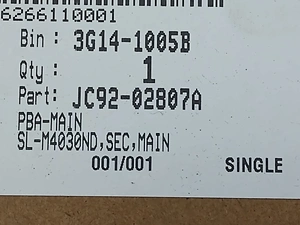 6266110001
Bin : 3G14-1005B
Qty : 1
Part: JC92-02807A
PBA-MAIN
SL-M4030ND,SEC,MAIN
001/001 SINGLE